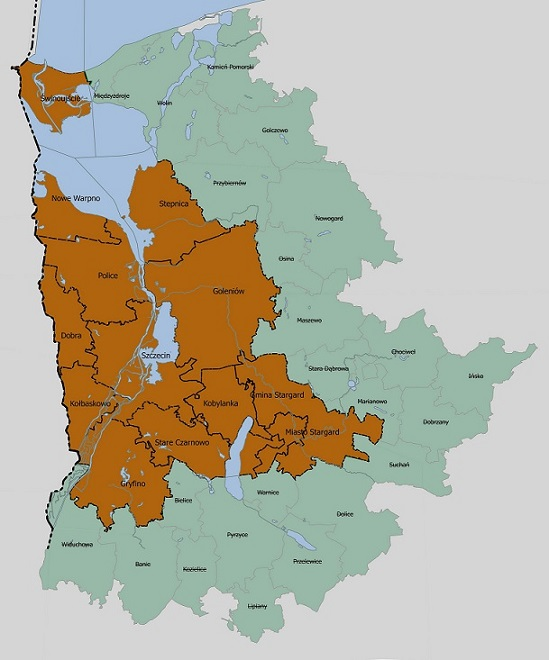 Kamień Pomorski
Świnoujście
Międzyzdroje
Wolin
Golczewo
Przybiernów
Nowe Warpno
Stepnica
Nowogard
Osina
Police
Goleniów
Maszewo
Dobra
Szczecin
Chociwel
Stara Dąbrowa
Ińsko
Kołbaskowo
Kobylanka
Gmina Stargard
Marianowo
Dobrzany
Miasto Stargard
Stare Czarnowo
Suchań
Gryfino
Bielice
Warnice
Dolice
Widuchowa
Pyrzyce
Banie
Kozielice
Przelewice
Lipiany